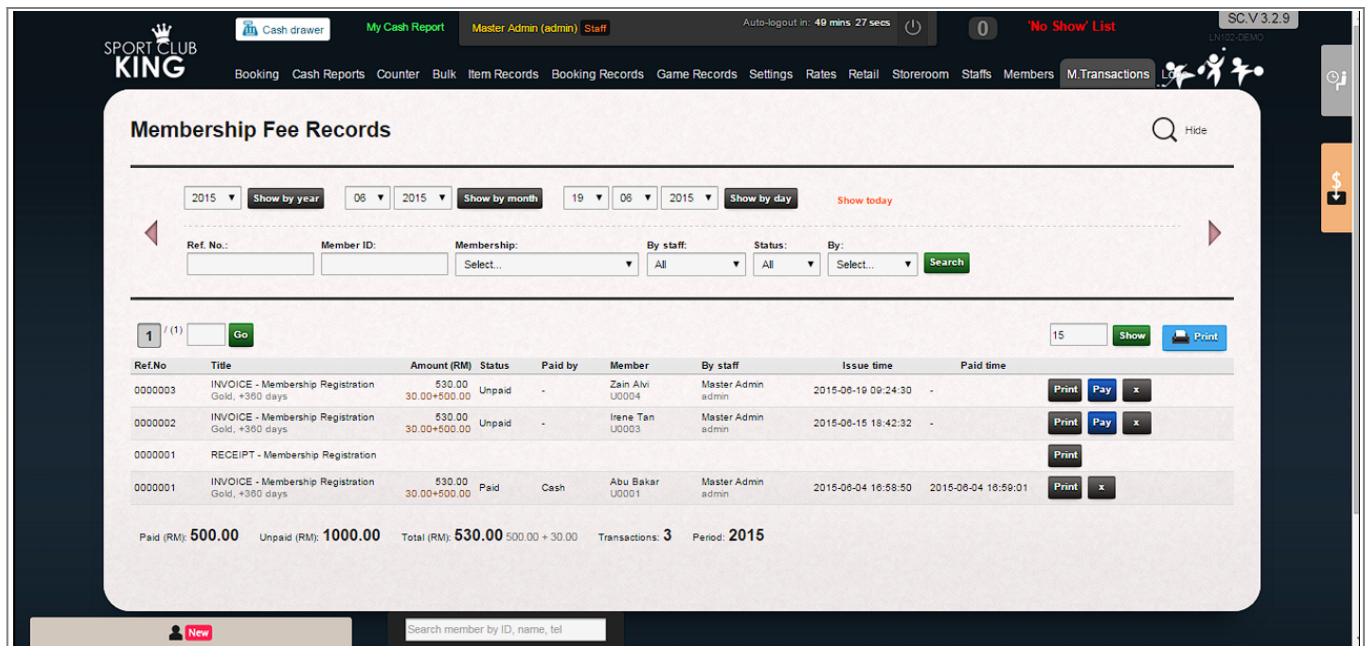 SPORT CLUB
KING
Cash drawer
My Cash Report
Master Admin (admin) Staff
Auto-logout in: 49 mins 27 secs
0
'No Show' List
SC.V 3.2.9
LN102-DEMO
Booking Cash Reports Counter Bulk Item Records Booking Records Game Records Settings Rates Retail Storeroom Staffs Members M.Transactions
Membership Fee Records
Hide
2015 Show by year 06 2015 Show by month 19 06 2015 Show by day Show today
Ref. No.: Member ID: Membership: By staff: Status: By:
Select... All All Select... Search
1 / (1) Go 15 Show Print
Ref.No Title Amount (RM) Status Paid by Member By staff Issue time Paid time
0000003 INVOICE - Membership Registration 530.00 Unpaid - Zain Alvi Master Admin 2015-06-19 09:24:30 - Print Pay x
Gold, +360 days 30.00+500.00 U0004 admin
0000002 INVOICE - Membership Registration 530.00 Unpaid - Irene Tan Master Admin 2015-06-15 18:42:32 - Print Pay x
Gold, +360 days 30.00+500.00 U0003 admin
0000001 RECEIPT - Membership Registration Print
0000001 INVOICE - Membership Registration 530.00 Paid Cash Abu Bakar Master Admin 2015-06-04 16:58:50 2015-06-04 16:59:01 Print x
Gold, +360 days 30.00+500.00 U0001 admin
Paid (RM): 500.00 Unpaid (RM): 1000.00 Total (RM): 530.00 500.00 + 30.00 Transactions: 3 Period: 2015
New
Search member by ID, name, tel